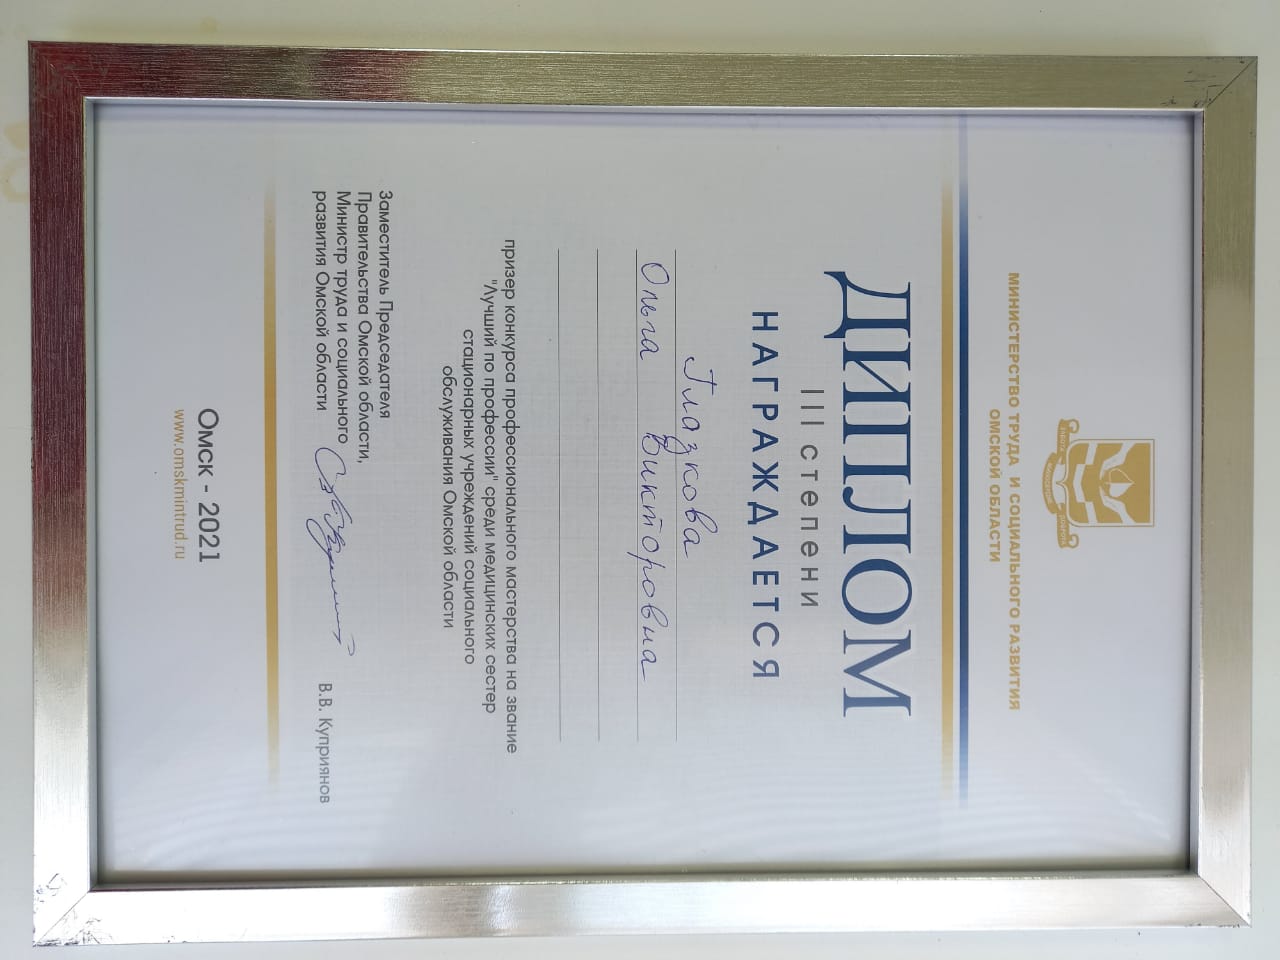 МИНИСТЕРСТВО ТРУДА И СОЦИАЛЬНОГО РАЗВИТИЯ
ОМСКОЙ ОБЛАСТИ
ДИПЛОМ
III степени
НАГРАЖДАЕТСЯ
Глазкова
Ольга Викторовна
призер конкурса профессионального мастерства на звание
"Лучший по профессии" среди медицинских сестер
стационарных учреждений социального
обслуживания Омской области
Заместитель Председателя
Правительства Омской области,
Министр труда и социального
развития Омской области
В.В. Куприянов
Омск - 2021
www.omskmintrud.ru